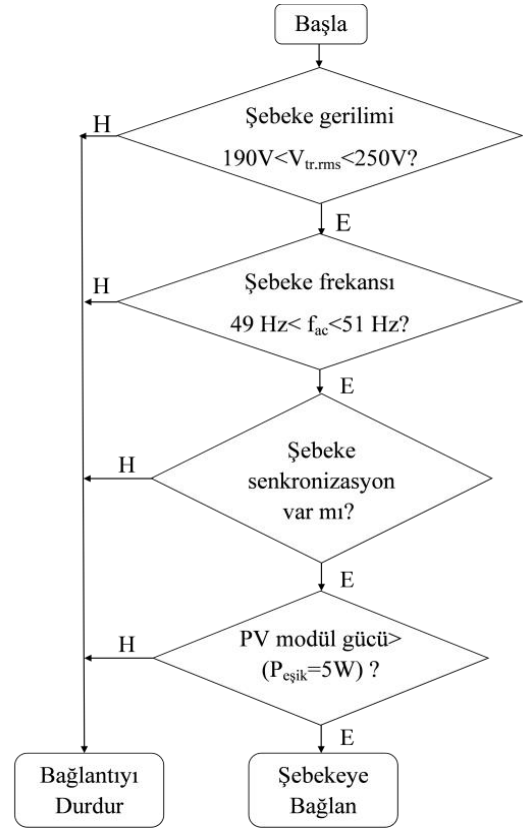 Başla
Şebeke gerilimi
190V<Vtr.rms<250V?
H
E
Şebeke frekansı
49 Hz< fac<51 Hz?
H
E
Şebeke
senkronizasyon
var mı?
H
E
PV modül gücü>
(Peşik=5W) ?
H
E
Bağlantıyı
Durdur
Şebekeye
Bağlan